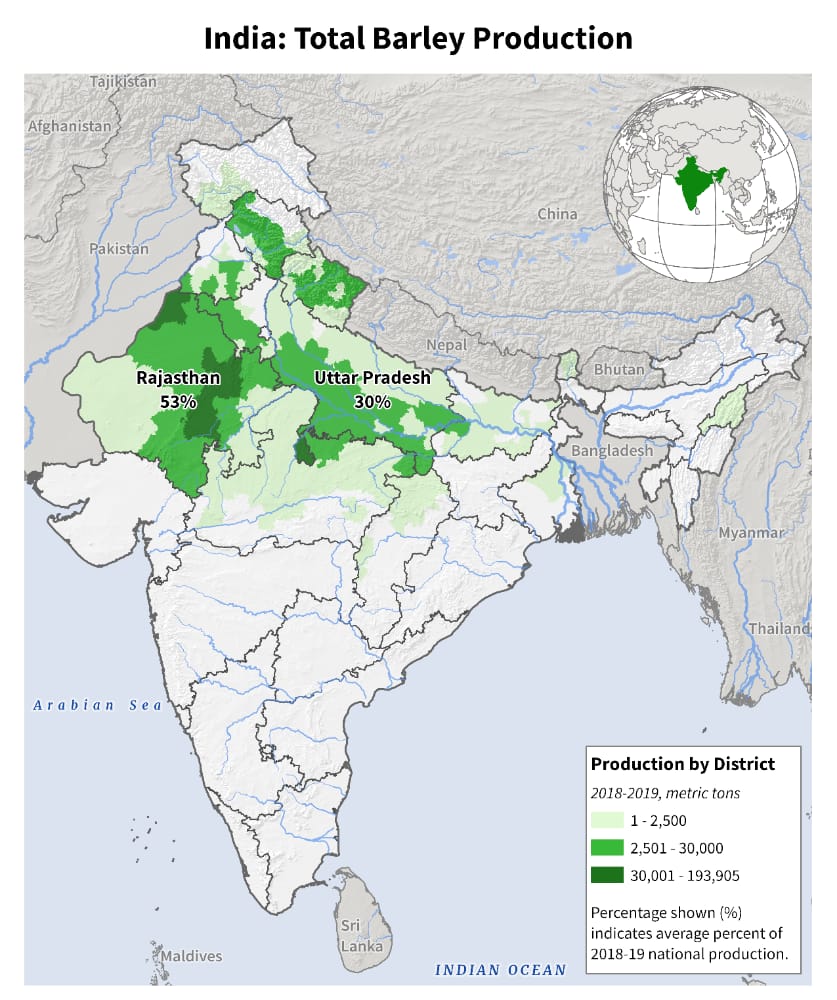 India: Total Barley Production
Tajikistan
Afghanistan
China
Pakistan
Nepal
Bhutan
Rajasthan
53%
Uttar Pradesh
30%
Bangladesh
Myanmar
Thailand
Arabian Sea
Production by District
2018-2019, metric tons
1 - 2,500
2,501 - 30,000
30,001 - 193,905
Percentage shown (%)
indicates average percent of
2018-19 national production.
Sri
Lanka
Maldives
INDIAN OCEAN